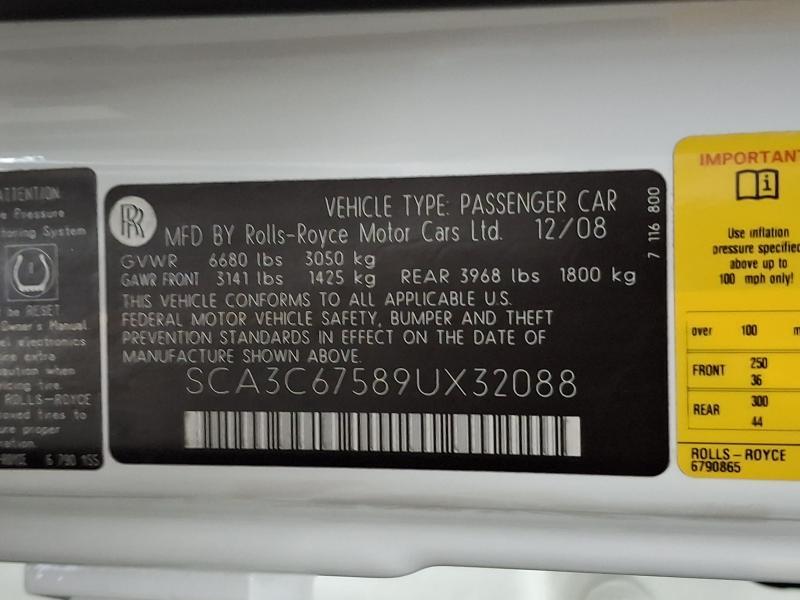 ATTENTION
Pressure
System
be RESET
Owner's Manual
electronics
extra
when
tire
ROLLS-ROYCE
tires to
proper
6 790 155
RR
VEHICLE TYPE: PASSENGER CAR
MFD BY Rolls-Royce Motor Cars Ltd. 12/08
GVWR 6680 lbs 3050 kg
GAWR FRONT 3141 lbs 1425 kg REAR 3968 lbs 1800 kg
THIS VEHICLE CONFORMS TO ALL APPLICABLE U.S.
FEDERAL MOTOR VEHICLE SAFETY, BUMPER AND THEFT
PREVENTION STANDARDS IN EFFECT ON THE DATE OF
MANUFACTURE SHOWN ABOVE.
SCA3C67589UX32088
7 116 800
IMPORTANT
i
Use inflation
pressure specified
above up to
100 mph only!
over 100
FRONT 250
36
REAR 300
44
ROLLS-ROYCE
6790865